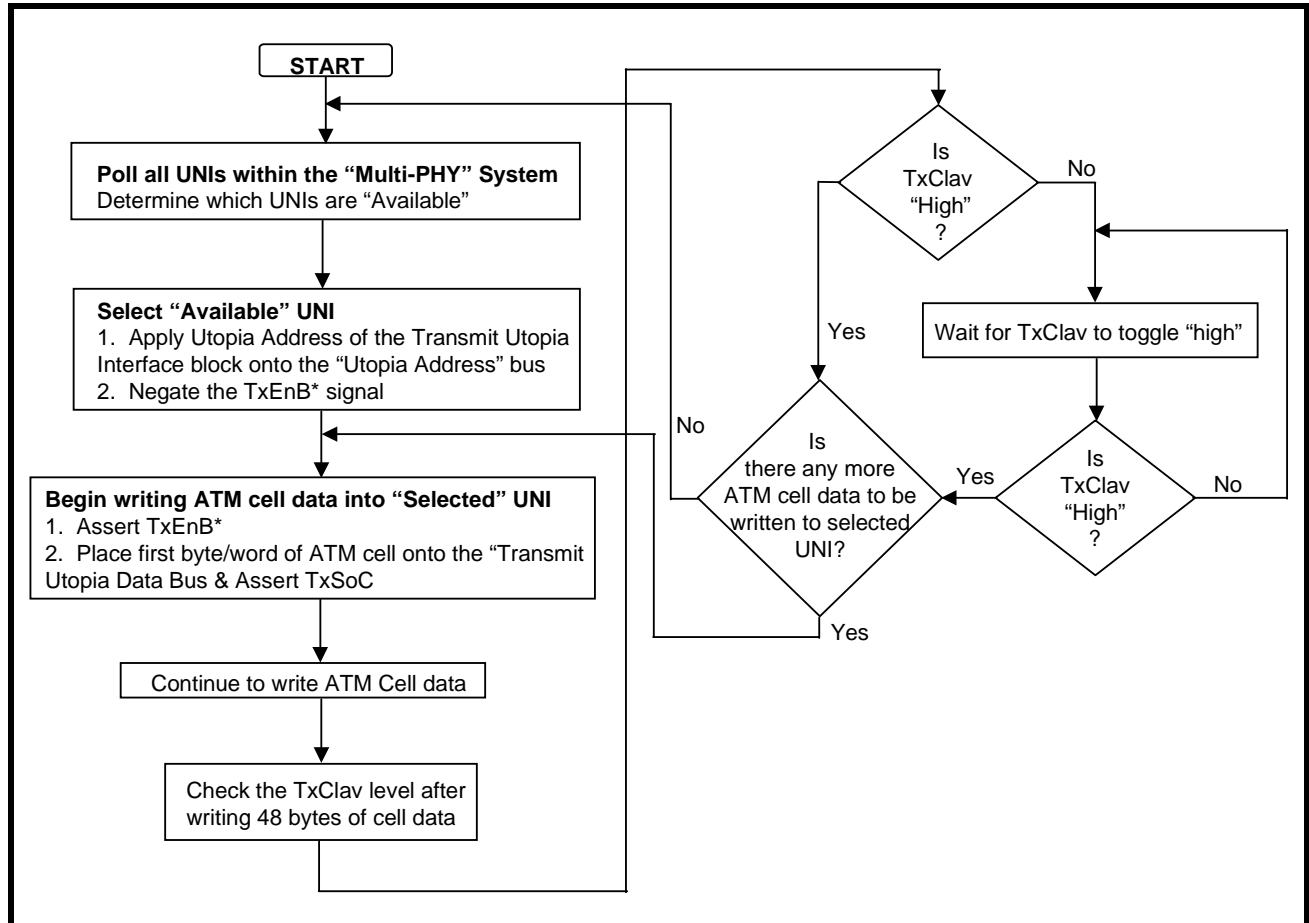 START
Poll all UNIs within the “Multi-PHY” System
Determine which UNIs are “Available”
Select “Available” UNI
1. Apply Utopia Address of the Transmit Utopia
Interface block onto the “Utopia Address” bus
2. Negate the TxEnB* signal
Begin writing ATM cell data into “Selected” UNI
1. Assert TxEnB*
2. Place first byte/word of ATM cell onto the “Transmit
Utopia Data Bus & Assert TxSoC
Continue to write ATM Cell data
Check the TxClav level after
writing 48 bytes of cell data
Is
TxClav
“High”
?
No
Yes
Wait for TxClav to toggle “high”
Is
TxClav
“High”
?
No
Yes
Is
there any more
ATM cell data to be
written to selected
UNI?
No
Yes